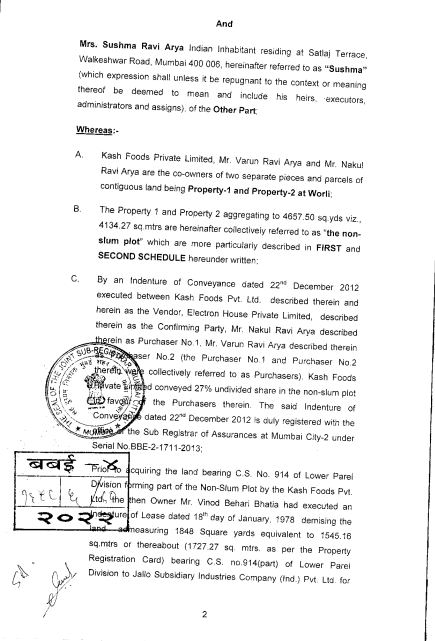 And
Mrs. Sushma Ravi Arya Indian Inhabitant residing at Satlaj Terrace,
Walkeshwar Road, Mumbai 400 006, hereinafter referred to as "Sushma"
(which expression shall unless it be repugnant to the context or meaning
thereof be deemed to mean and include his heirs, executors,
administrators and assigns). of the Other Part;
Whereas:-
A. Kash Foods Private Limited, Mr. Varun Ravi Arya and Mr. Nakul
Ravi Arya are the co-owners of two separate pieces and parcels of
contiguous land being Property-1 and Property-2 at Worli;
B. The Property 1 and Property 2 aggregating to 4657.50 sq.yds viz.,
4134.27 sq.mtrs are hereinafter collectively referred to as "the non-
slum plot" which are more particularly described in FIRST and
SECOND SCHEDULE hereunder written;
C. By an Indenture of Conveyance dated 22nd December 2012
executed between Kash Foods Pvt. Ltd. described therein and
herein as the Vendor, Electron House Private Limited, described
therein as the Confirming Party, Mr. Nakul Ravi Arya described
therein as Purchaser No.1, Mr. Varun Ravi Arya described therein
Purchaser No.2 (the Purchaser No.1 and Purchaser No.2
therein were collectively referred to as Purchasers). Kash Foods
Private Limited conveyed 27% undivided share in the non-slum plot
in favour of the Purchasers therein. The said Indenture of
Conveyance dated 22nd December 2012 is duly registered with the
of the Sub Registrar of Assurances at Mumbai City-2 under
Serial No.BBE-2-1711-2013;
THE SEAL OF THE JOINT SUB-REGISTRAR MUMBAI
बबई - ४
२०२२
Prior to acquiring the land bearing C.S. No. 914 of Lower Parel
Division forming part of the Non-Slum Plot by the Kash Foods Pvt.
Ltd., the then Owner Mr. Vinod Behari Bhatia had executed an
Indenture of Lease dated 18th day of January, 1978 demising the
land admeasuring 1848 Square yards equivalent to 1545.16
sq.mtrs or thereabout (1727.27 sq. mtrs. as per the Property
Registration Card) bearing C.S. no.914(part) of Lower Parel
Division to Jallo Subsidiary Industries Company (Ind.) Pvt. Ltd. for
2